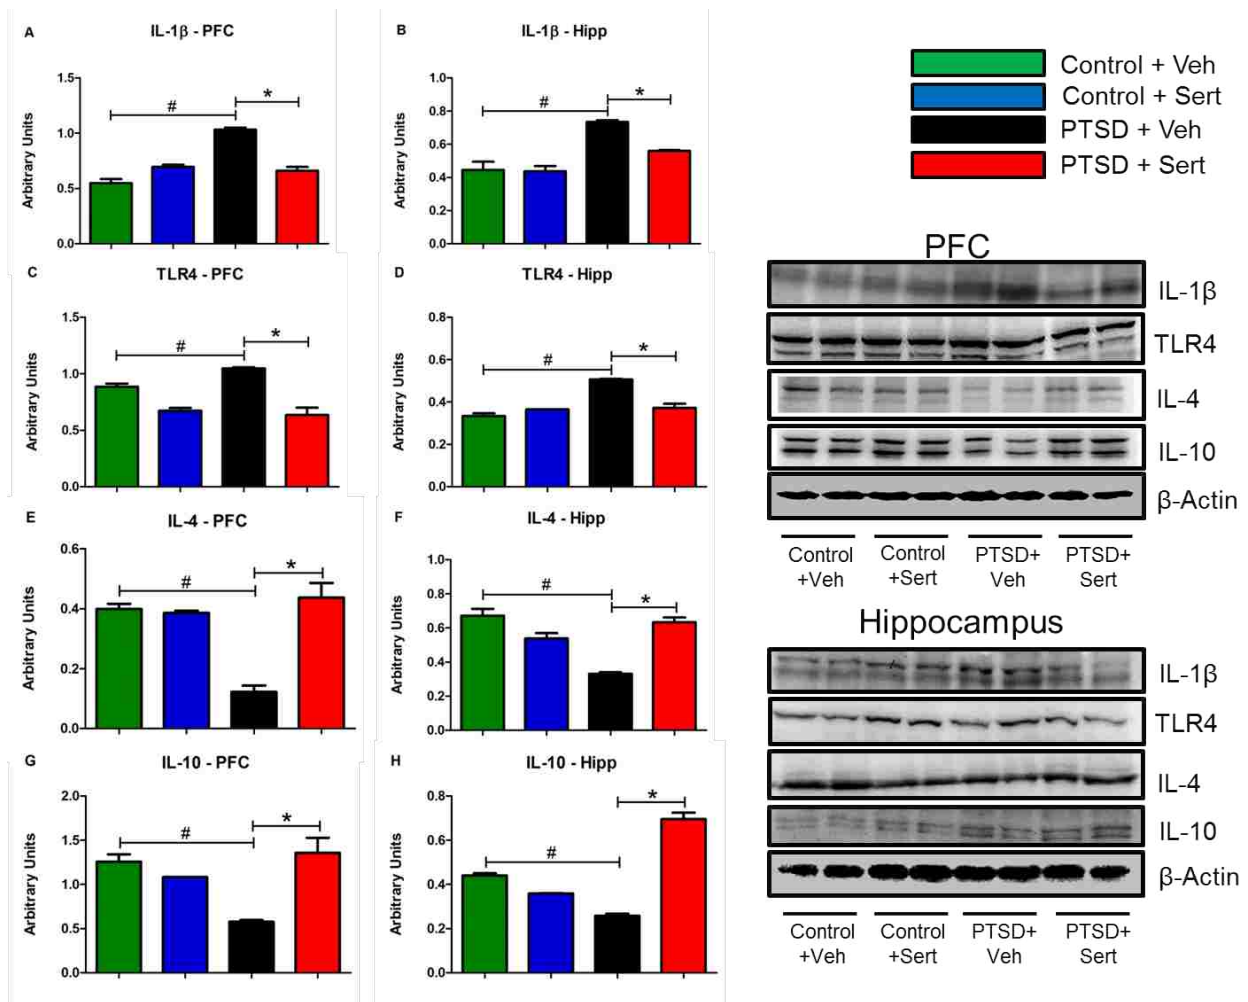 A
IL-1β - PFC
Arbitrary Units
1.5
1.0
0.5
0.0
#
*
B
IL-1β - Hipp
Arbitrary Units
1.0
0.8
0.6
0.4
0.2
0.0
#
*
C
TLR4 - PFC
Arbitrary Units
1.5
1.0
0.5
0.0
#
*
D
TLR4 - Hipp
Arbitrary Units
0.8
0.6
0.4
0.2
0.0
#
*
E
IL-4 - PFC
Arbitrary Units
0.6
0.4
0.2
0.0
#
*
F
IL-4 - Hipp
Arbitrary Units
1.0
0.8
0.6
0.4
0.2
0.0
#
*
G
IL-10 - PFC
Arbitrary Units
2.0
1.5
1.0
0.5
0.0
#
*
H
IL-10 - Hipp
Arbitrary Units
0.8
0.6
0.4
0.2
0.0
#
*
Control + Veh
Control + Sert
PTSD + Veh
PTSD + Sert
PFC
IL-1β
TLR4
IL-4
IL-10
β-Actin
Control
+Veh
Control
+Sert
PTSD+
Veh
PTSD+
Sert
Hippocampus
IL-1β
TLR4
IL-4
IL-10
β-Actin
Control
+Veh
Control
+Sert
PTSD+
Veh
PTSD+
Sert